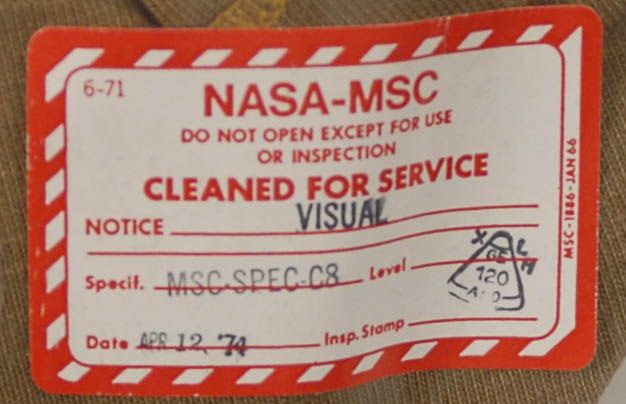 6-71
NASA-MSC
DO NOT OPEN EXCEPT FOR USE
OR INSPECTION
CLEANED FOR SERVICE
NOTICE VISUAL
Specif. MSC-SPEC-C8 Level
GE
120
Date APR 12, '74 Insp. Stamp
MSC-1886-JAN 66